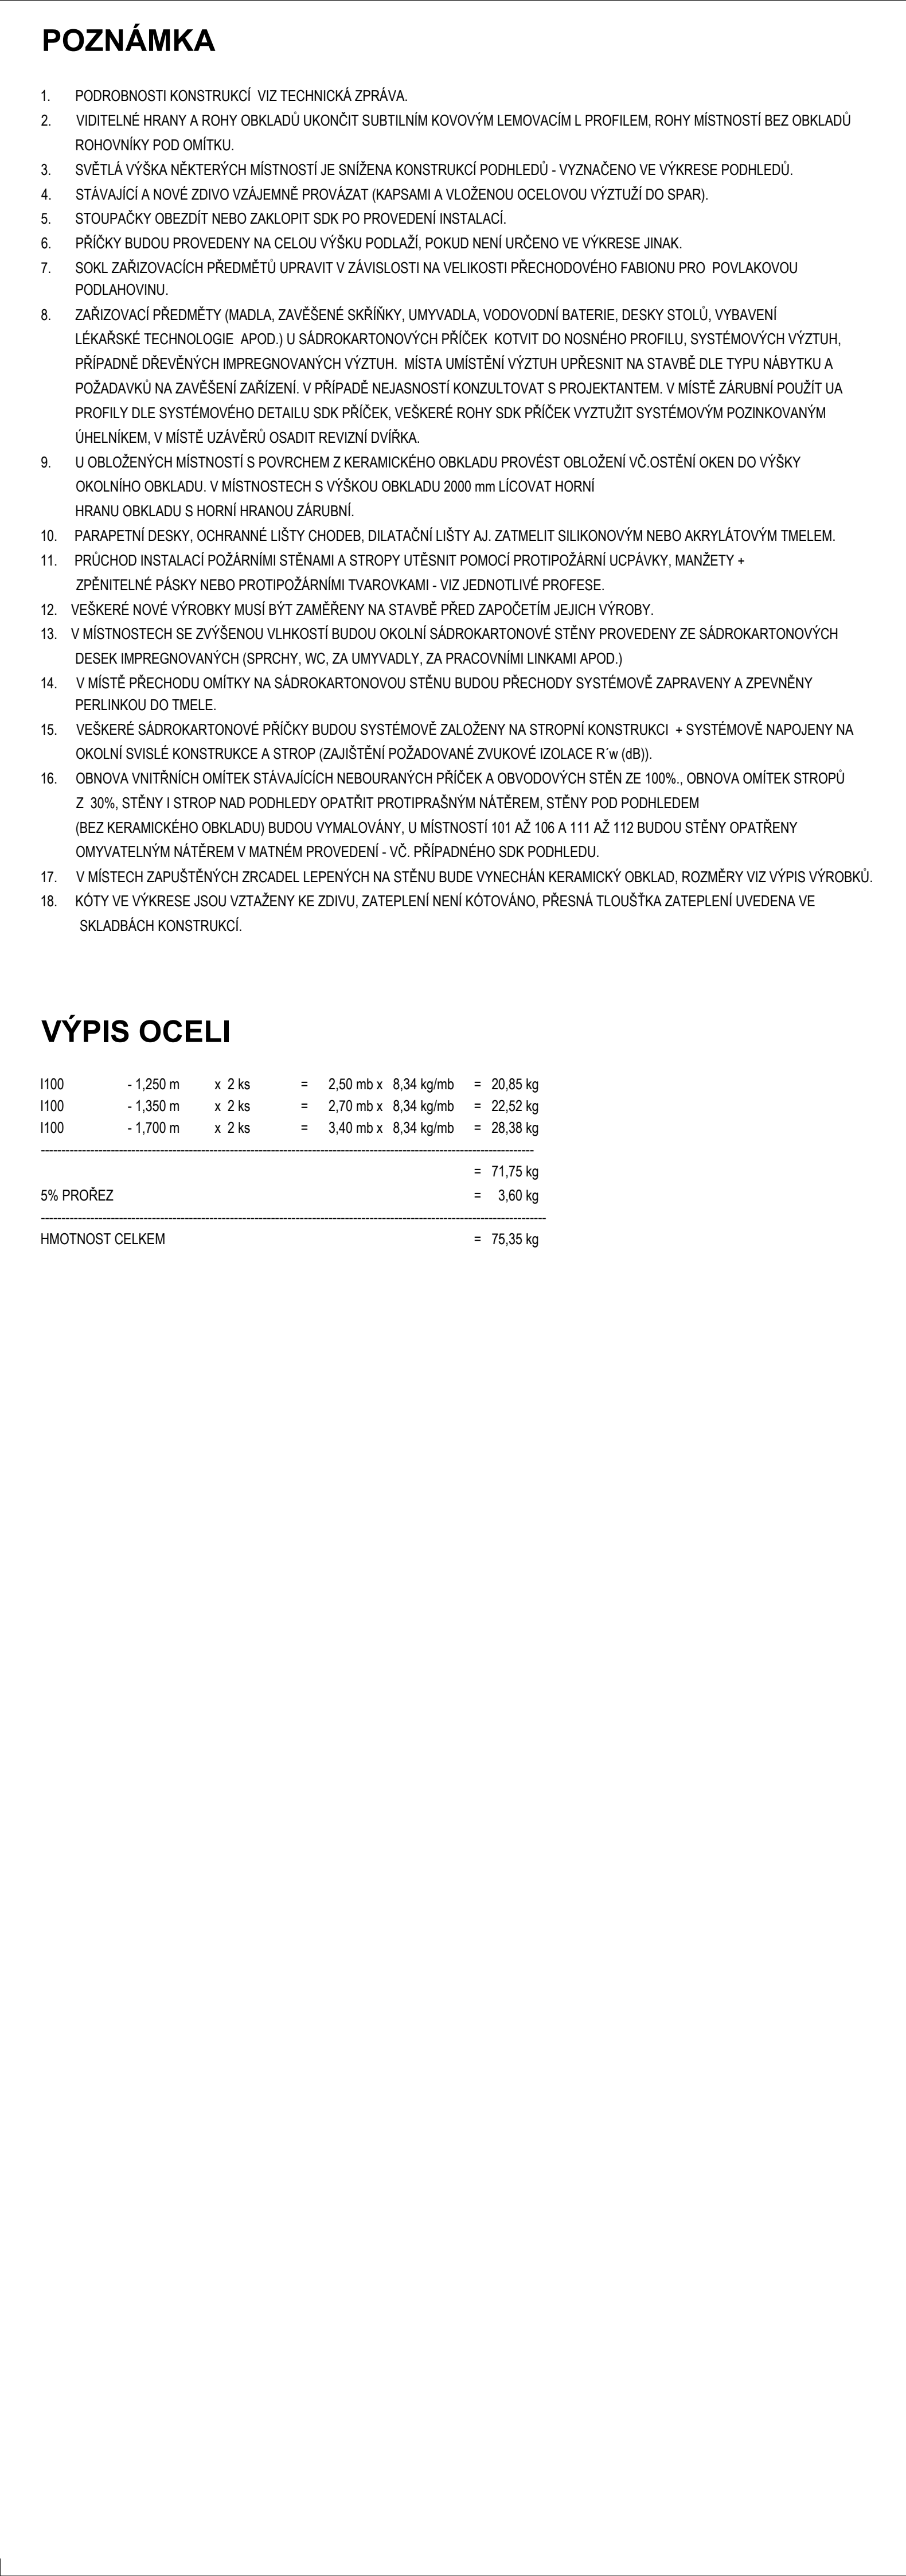 POZNÁMKA
1. PODROBNOSTI KONSTRUKCÍ VIZ TECHNICKÁ ZPRÁVA.
2. VIDITELNÉ HRANY A ROHY OBKLADŮ UKONČIT SUBTILNÍM KOVOVÝM LEMOVACÍM L PROFILEM, ROHY MÍSTNOSTÍ BEZ OBKLADŮ
ROHOVNÍKY POD OMÍTKU.
3. SVĚTLÁ VÝŠKA NĚKTERÝCH MÍSTNOSTÍ JE SNÍŽENA KONSTRUKCÍ PODHLEDŮ - VYZNAČENO VE VÝKRESE PODHLEDŮ.
4. STÁVAJÍCÍ A NOVÉ ZDIVO VZÁJEMNĚ PROVÁZAT (KAPSAMI A VLOŽENOU OCELOVOU VÝZTUŽÍ DO SPAR).
5. STOUPAČKY OBEZDÍT NEBO ZAKLOPIT SDK PO PROVEDENÍ INSTALACÍ.
6. PŘÍČKY BUDOU PROVEDENY NA CELOU VÝŠKU PODLAŽÍ, POKUD NENÍ URČENO VE VÝKRESE JINAK.
7. SOKL ZAŘIZOVACÍCH PŘEDMĚTŮ UPRAVIT V ZÁVISLOSTI NA VELIKOSTI PŘECHODOVÉHO FABIONU PRO POVLAKOVOU
PODLAHOVINU.
8. ZAŘIZOVACÍ PŘEDMĚTY (MADLA, ZAVĚŠENÉ SKŘÍŇKY, UMYVADLA, VODOVODNÍ BATERIE, DESKY STOLŮ, VYBAVENÍ
LÉKAŘSKÉ TECHNOLOGIE APOD.) U SÁDROKARTONOVÝCH PŘÍČEK KOTVIT DO NOSNÉHO PROFILU, SYSTÉMOVÝCH VÝZTUH,
PŘÍPADNĚ DŘEVĚNÝCH IMPREGNOVANÝCH VÝZTUH. MÍSTA UMÍSTĚNÍ VÝZTUH UPŘESNIT NA STAVBĚ DLE TYPU NÁBYTKU A
POŽADAVKŮ NA ZAVĚŠENÍ ZAŘÍZENÍ. V PŘÍPADĚ NEJASNOSTÍ KONZULTOVAT S PROJEKTANTEM. V MÍSTĚ ZÁRUBNÍ POUŽÍT UA
PROFILY DLE SYSTÉMOVÉHO DETAILU SDK PŘÍČEK, VEŠKERÉ ROHY SDK PŘÍČEK VYZTUŽIT SYSTÉMOVÝM POZINKOVANÝM
ÚHELNÍKEM, V MÍSTĚ UZÁVĚRŮ OSADIT REVIZNÍ DVÍŘKA.
9. U OBLOŽENÝCH MÍSTNOSTÍ S POVRCHEM Z KERAMICKÉHO OBKLADU PROVÉST OBLOŽENÍ VČ.OSTĚNÍ OKEN DO VÝŠKY
OKOLNÍHO OBKLADU. V MÍSTNOSTECH S VÝŠKOU OBKLADU 2000 mm LÍCOVAT HORNÍ
HRANU OBKLADU S HORNÍ HRANOU ZÁRUBNÍ.
10. PARAPETNÍ DESKY, OCHRANNÉ LIŠTY CHODEB, DILATAČNÍ LIŠTY AJ. ZATMELIT SILIKONOVÝM NEBO AKRYLÁTOVÝM TMELEM.
11. PRŮCHOD INSTALACÍ POŽÁRNÍMI STĚNAMI A STROPY UTĚSNIT POMOCÍ PROTIPOŽÁRNÍ UCPÁVKY, MANŽETY +
ZPĚNITELNÉ PÁSKY NEBO PROTIPOŽÁRNÍMI TVAROVKAMI - VIZ JEDNOTLIVÉ PROFESE.
12. VEŠKERÉ NOVÉ VÝROBKY MUSÍ BÝT ZAMĚŘENY NA STAVBĚ PŘED ZAPOČETÍM JEJICH VÝROBY.
13. V MÍSTNOSTECH SE ZVÝŠENOU VLHKOSTÍ BUDOU OKOLNÍ SÁDROKARTONOVÉ STĚNY PROVEDENY ZE SÁDROKARTONOVÝCH
DESEK IMPREGNOVANÝCH (SPRCHY, WC, ZA UMYVADLY, ZA PRACOVNÍMI LINKAMI APOD.)
14. V MÍSTĚ PŘECHODU OMÍTKY NA SÁDROKARTONOVOU STĚNU BUDOU PŘECHODY SYSTÉMOVĚ ZAPRAVENY A ZPEVNĚNY
PERLINKOU DO TMELE.
15. VEŠKERÉ SÁDROKARTONOVÉ PŘÍČKY BUDOU SYSTÉMOVĚ ZALOŽENY NA STROPNÍ KONSTRUKCI + SYSTÉMOVĚ NAPOJENY NA
OKOLNÍ SVISLÉ KONSTRUKCE A STROP (ZAJIŠTĚNÍ POŽADOVANÉ ZVUKOVÉ IZOLACE R´w (dB)).
16. OBNOVA VNITŘNÍCH OMÍTEK STÁVAJÍCÍCH NEBOURANÝCH PŘÍČEK A OBVODOVÝCH STĚN ZE 100%., OBNOVA OMÍTEK STROPŮ
Z 30%, STĚNY I STROP NAD PODHLEDY OPATŘIT PROTIPRAŠNÝM NÁTĚREM, STĚNY POD PODHLEDEM
(BEZ KERAMICKÉHO OBKLADU) BUDOU VYMALOVÁNY, U MÍSTNOSTÍ 101 AŽ 106 A 111 AŽ 112 BUDOU STĚNY OPATŘENY
OMYVATELNÝM NÁTĚREM V MATNÉM PROVEDENÍ - VČ. PŘÍPADNÉHO SDK PODHLEDU.
17. V MÍSTECH ZAPUŠTĚNÝCH ZRCADEL LEPENÝCH NA STĚNU BUDE VYNECHÁN KERAMICKÝ OBKLAD, ROZMĚRY VIZ VÝPIS VÝROBKŮ.
18. KÓTY VE VÝKRESE JSOU VZTAŽENY KE ZDIVU, ZATEPLENÍ NENÍ KÓTOVÁNO, PŘESNÁ TLOUŠŤKA ZATEPLENÍ UVEDENA VE
SKLADBÁCH KONSTRUKCÍ.
VÝPIS OCELI
I100 - 1,250 m x 2 ks = 2,50 mb x 8,34 kg/mb = 20,85 kg
I100 - 1,350 m x 2 ks = 2,70 mb x 8,34 kg/mb = 22,52 kg
I100 - 1,700 m x 2 ks = 3,40 mb x 8,34 kg/mb = 28,38 kg
= 71,75 kg
5% PROŘEZ = 3,60 kg
HMOTNOST CELKEM = 75,35 kg